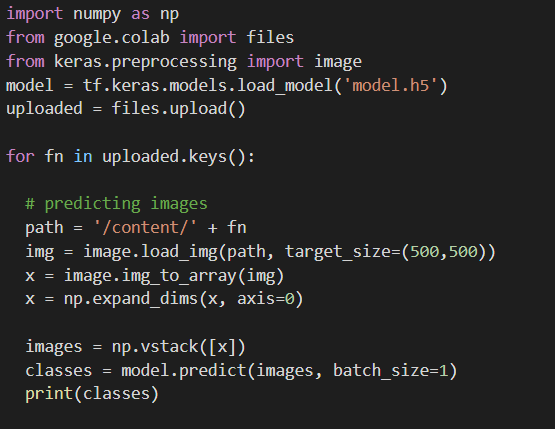 import numpy as np
from google.colab import files
from keras.preprocessing import image
model = tf.keras.models.load_model('model.h5')
uploaded = files.upload()

for fn in uploaded.keys():

  # predicting images
  path = '/content/' + fn
  img = image.load_img(path, target_size=(500,500))
  x = image.img_to_array(img)
  x = np.expand_dims(x, axis=0)

  images = np.vstack([x])
  classes = model.predict(images, batch_size=1)
  print(classes)